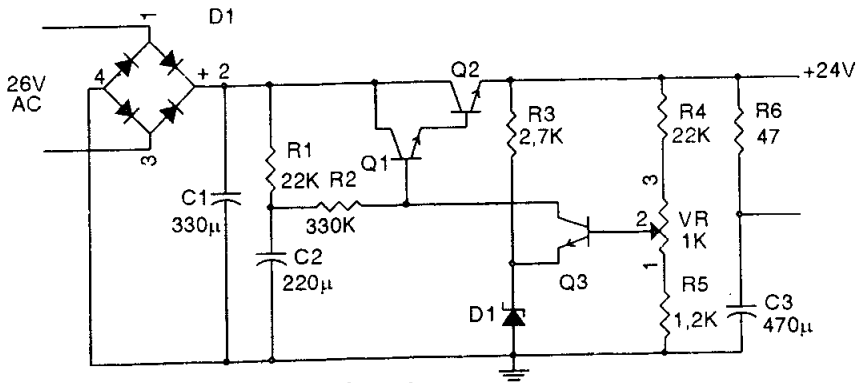 1
D1
4
+ 2
Q2
+24V
26V
AC
R3
2,7K
R4
22K
R6
47
3
R1
22K
R2
330K
Q1
C1
330μ
3
2
VR
1K
1
C2
220μ
Q3
R5
1,2K
D1
C3
470μ